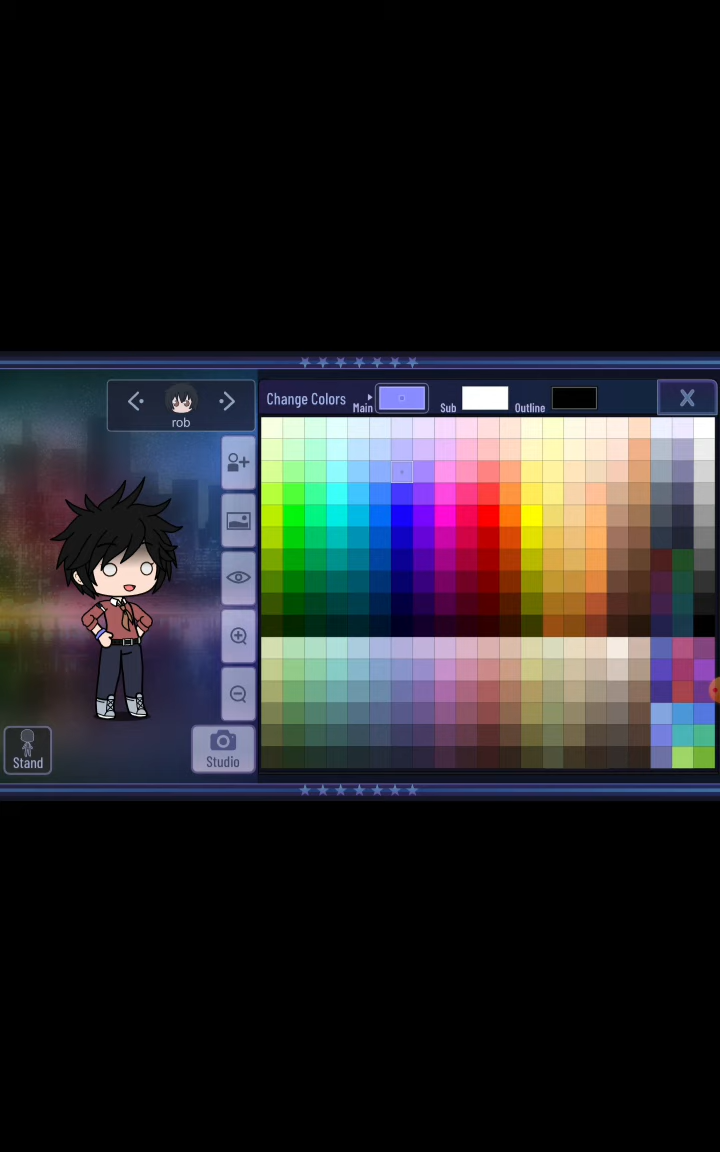 Change Colors
Main
Sub
Outline
X
rob
Stand
Studio